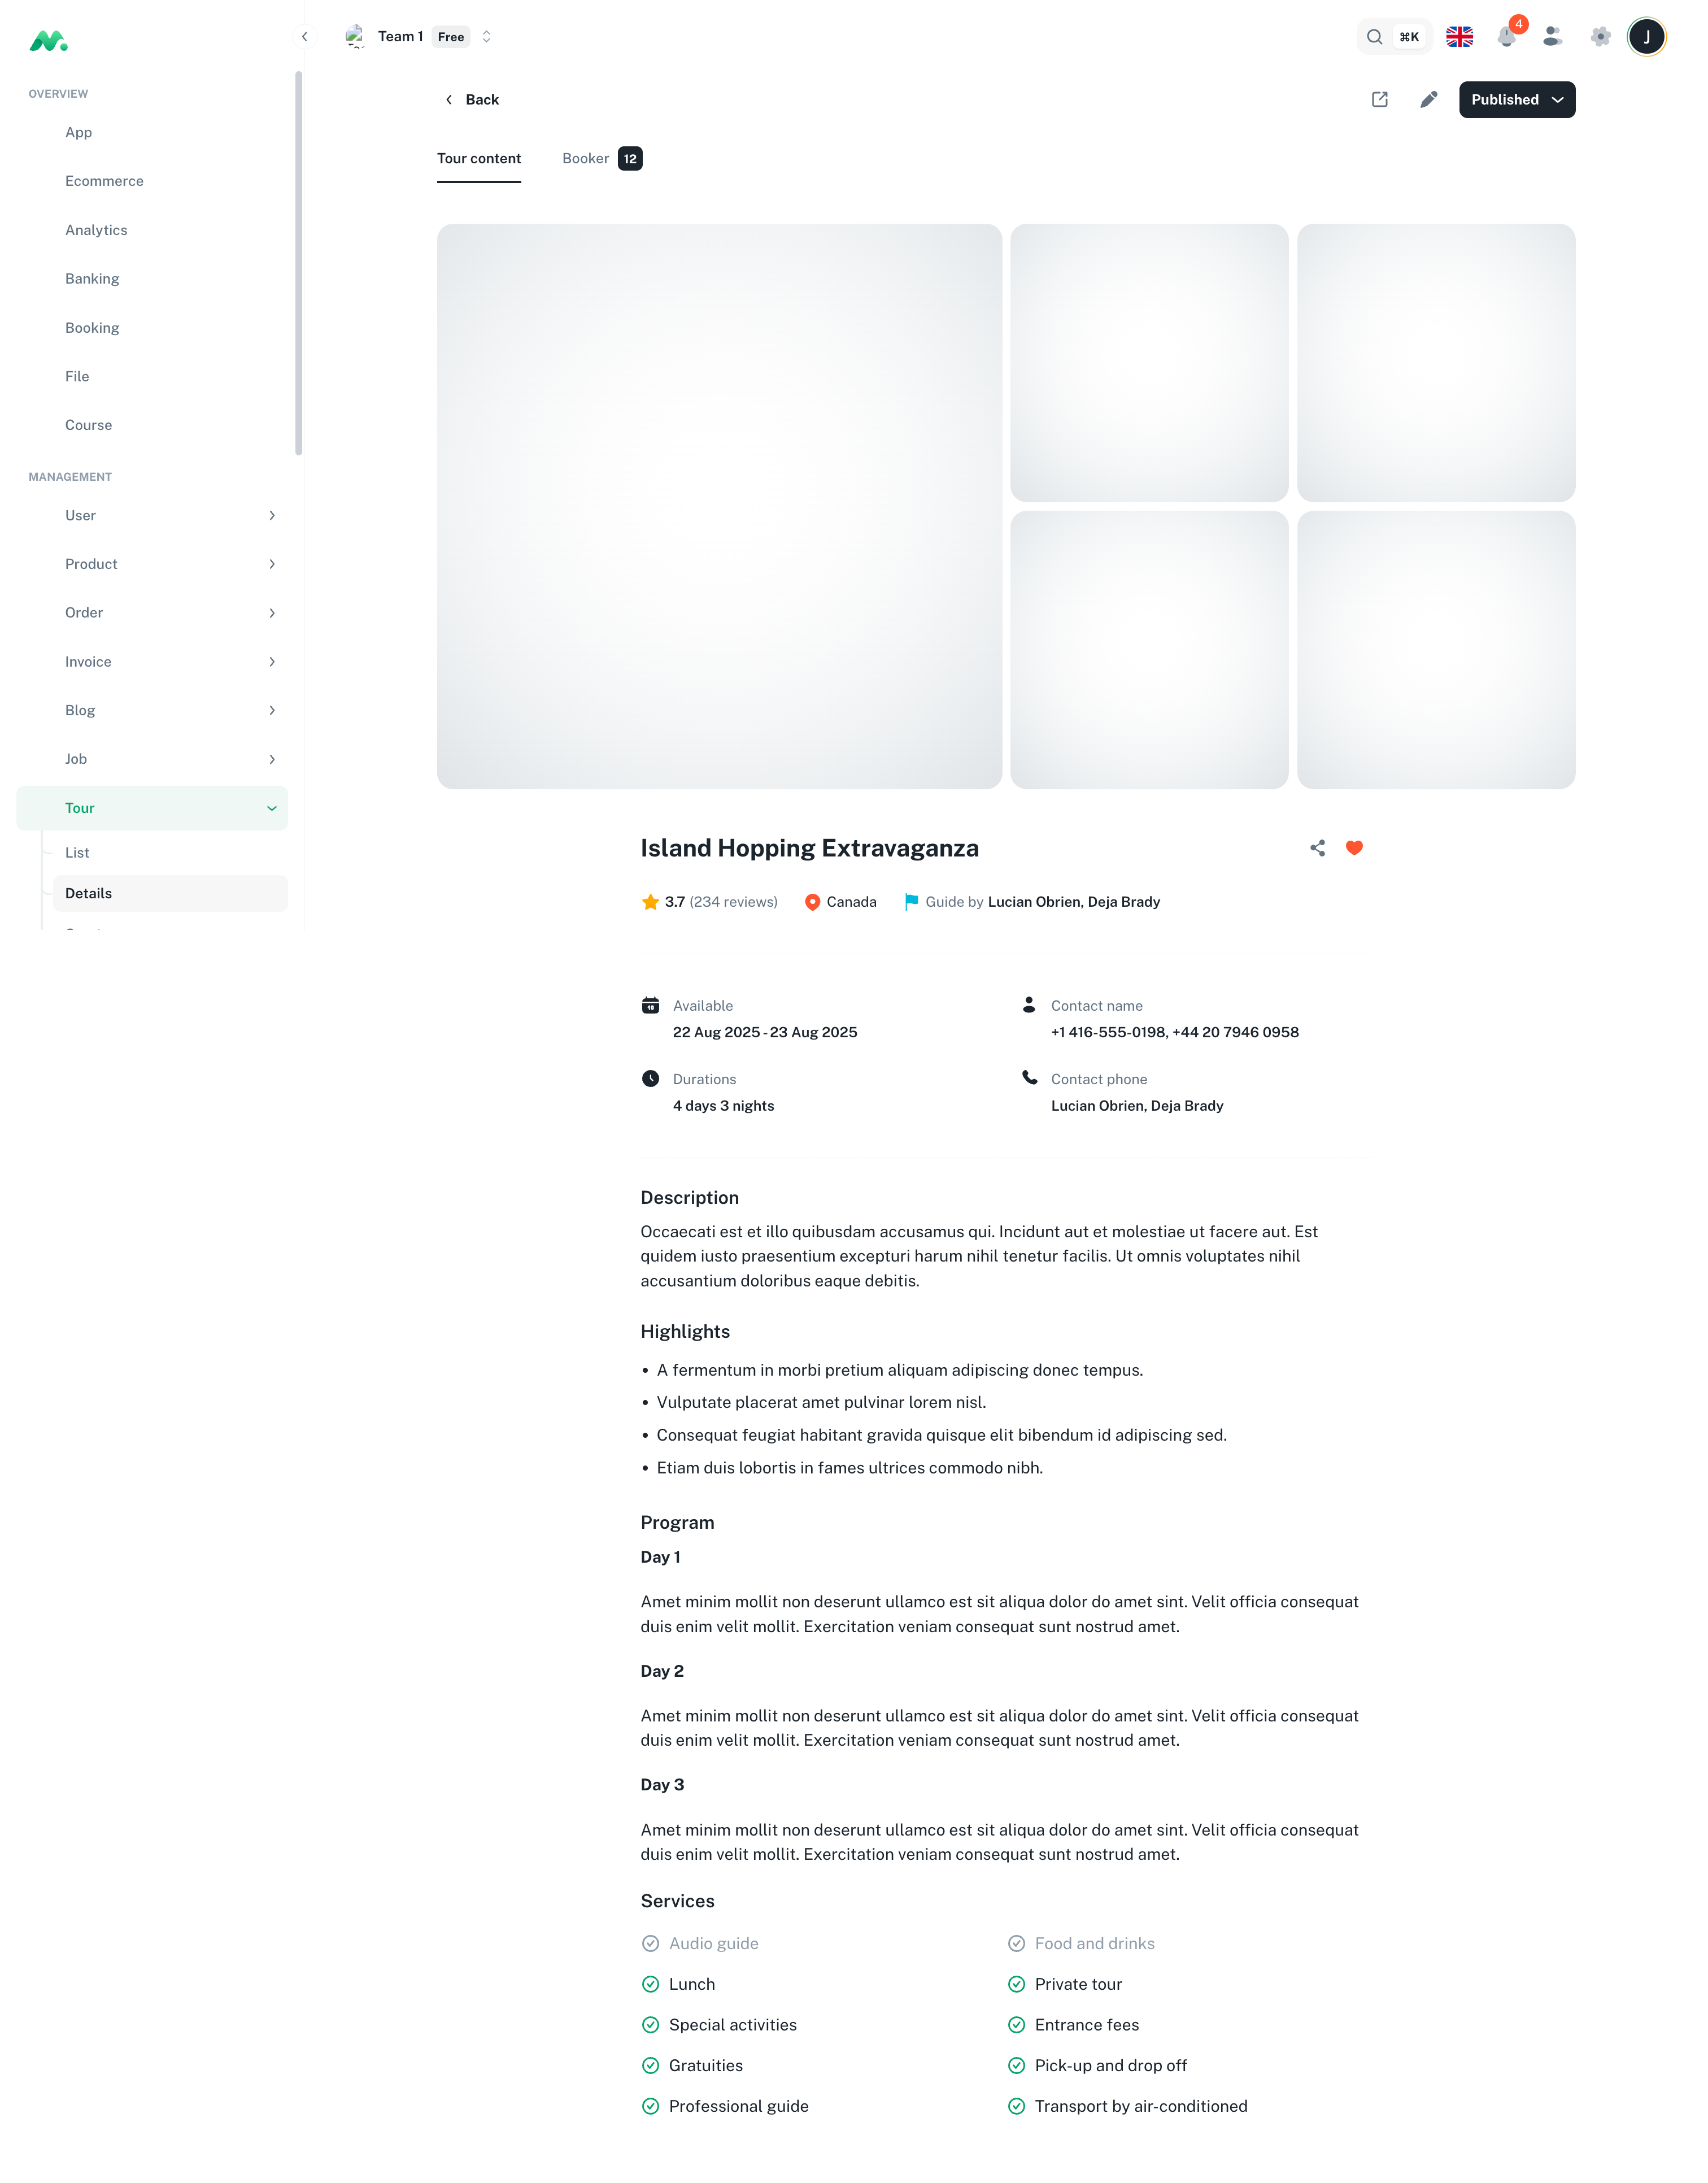 OVERVIEW
App
Ecommerce
Analytics
Banking
Booking
File
Course
MANAGEMENT
User
Product
Order
Invoice
Blog
Job
Tour
List
Details
Team 1 Free
⌘K
4
J
Back
Published
Tour content
Booker 12
Island Hopping Extravaganza
3.7 (234 reviews) Canada Guide by Lucian Obrien, Deja Brady
Available
22 Aug 2025 - 23 Aug 2025
Contact name
+1 416-555-0198, +44 20 7946 0958
Durations
4 days 3 nights
Contact phone
Lucian Obrien, Deja Brady
Description
Occaecati est et illo quibusdam accusamus qui. Incidunt aut et molestiae ut facere aut. Est
quidem iusto praesentium excepturi harum nihil tenetur facilis. Ut omnis voluptates nihil
accusantium doloribus eaque debitis.
Highlights
• A fermentum in morbi pretium aliquam adipiscing donec tempus.
• Vulputate placerat amet pulvinar lorem nisl.
• Consequat feugiat habitant gravida quisque elit bibendum id adipiscing sed.
• Etiam duis lobortis in fames ultrices commodo nibh.
Program
Day 1
Amet minim mollit non deserunt ullamco est sit aliqua dolor do amet sint. Velit officia consequat
duis enim velit mollit. Exercitation veniam consequat sunt nostrud amet.
Day 2
Amet minim mollit non deserunt ullamco est sit aliqua dolor do amet sint. Velit officia consequat
duis enim velit mollit. Exercitation veniam consequat sunt nostrud amet.
Day 3
Amet minim mollit non deserunt ullamco est sit aliqua dolor do amet sint. Velit officia consequat
duis enim velit mollit. Exercitation veniam consequat sunt nostrud amet.
Services
Audio guide
Food and drinks
Lunch
Private tour
Special activities
Entrance fees
Gratuities
Pick-up and drop off
Professional guide
Transport by air-conditioned